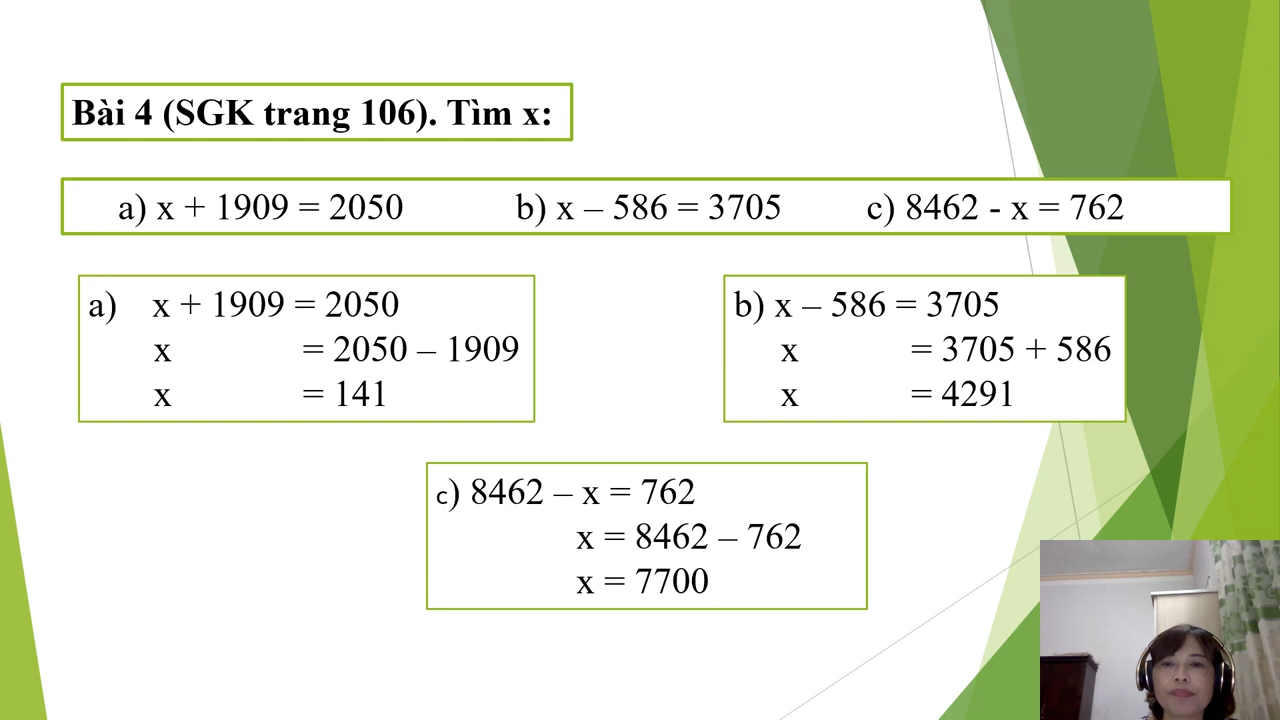 Bài 4 (SGK trang 106). Tìm x:
a) x + 1909 = 2050 b) x – 586 = 3705 c) 8462 - x = 762
a) x + 1909 = 2050
x = 2050 – 1909
x = 141
b) x – 586 = 3705
x = 3705 + 586
x = 4291
c) 8462 – x = 762
x = 8462 – 762
x = 7700